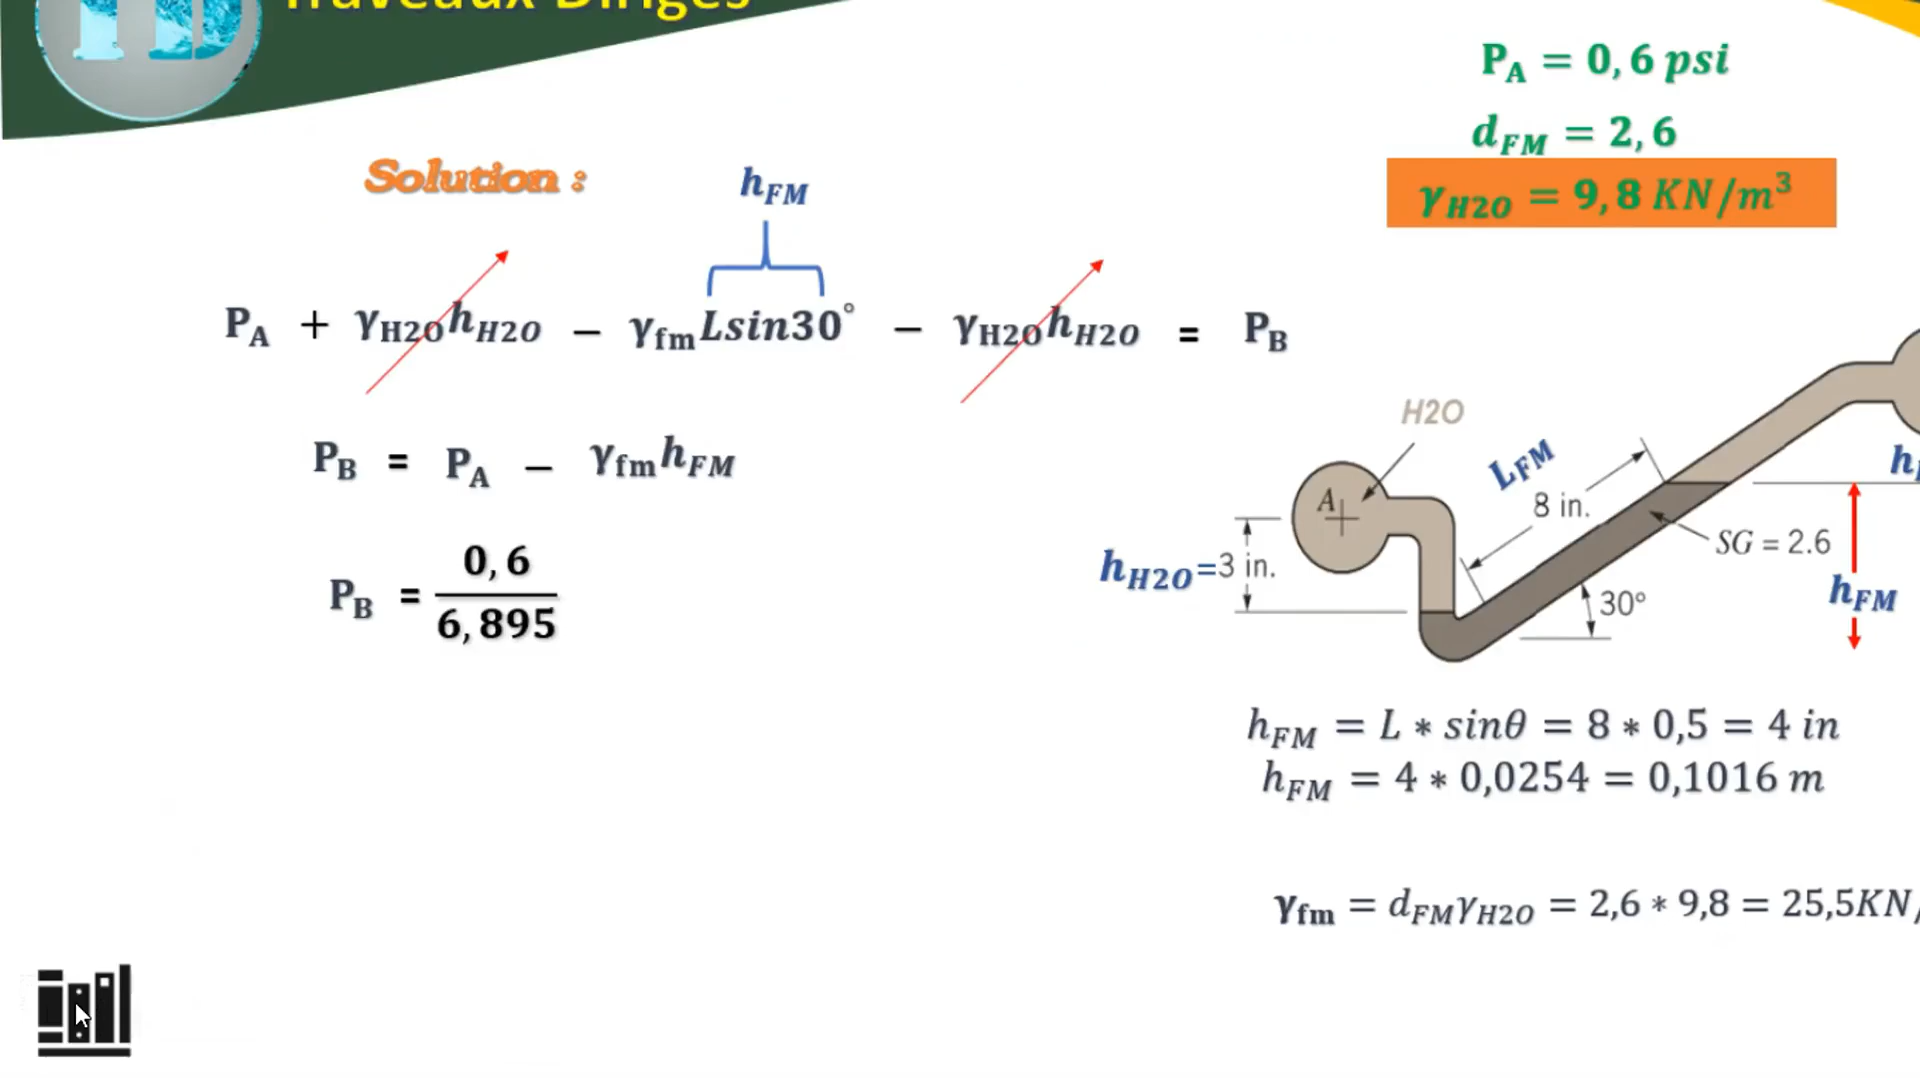 Traveaux Diriges
TD
P_A = 0,6 psi
d_FM = 2,6
γ_H2O = 9,8 KN/m³
Solution :
h_FM
P_A + γ_H2O h_H2O − γ_fm Lsin30° − γ_H2O h_H2O = P_B
P_B = P_A − γ_fm h_FM
P_B = 0,6 / 6,895
H2O
A
L_FM
8 in.
SG = 2.6
h_H2O=3 in.
30°
h_FM
h_FM = L * sinθ = 8 * 0,5 = 4 in
h_FM = 4 * 0,0254 = 0,1016 m
γ_fm = d_FM γ_H2O = 2,6 * 9,8 = 25,5KN/